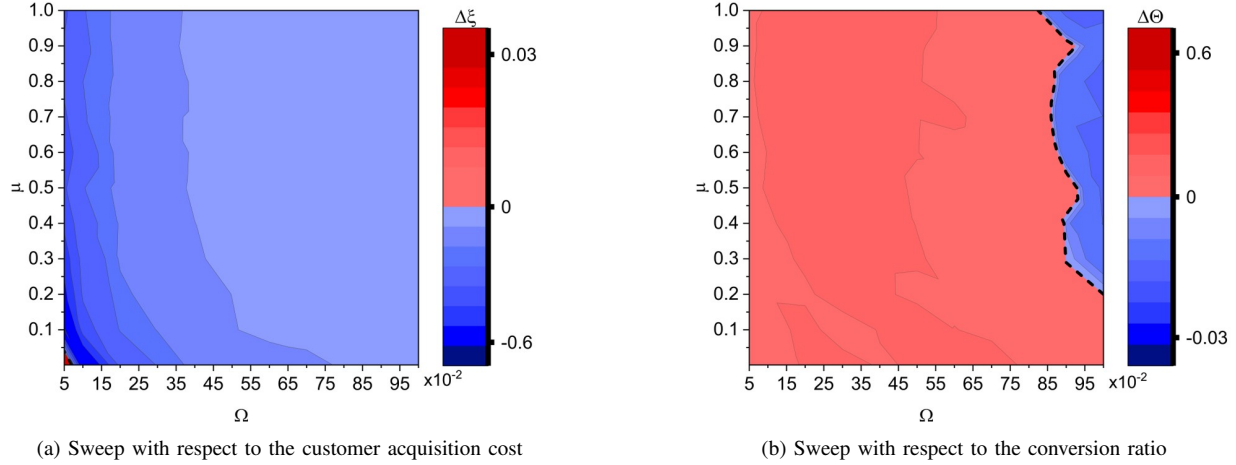 Δξ
1.0
0.9
0.8
0.7
0.6
0.5
0.4
0.3
0.2
0.1
μ
5 15 25 35 45 55 65 75 85 95 x10-2
Ω
0.03
0
-0.6
(a) Sweep with respect to the customer acquisition cost
ΔΘ
1.0
0.9
0.8
0.7
0.6
0.5
0.4
0.3
0.2
0.1
μ
5 15 25 35 45 55 65 75 85 95 x10-2
Ω
0.6
0
-0.03
(b) Sweep with respect to the conversion ratio